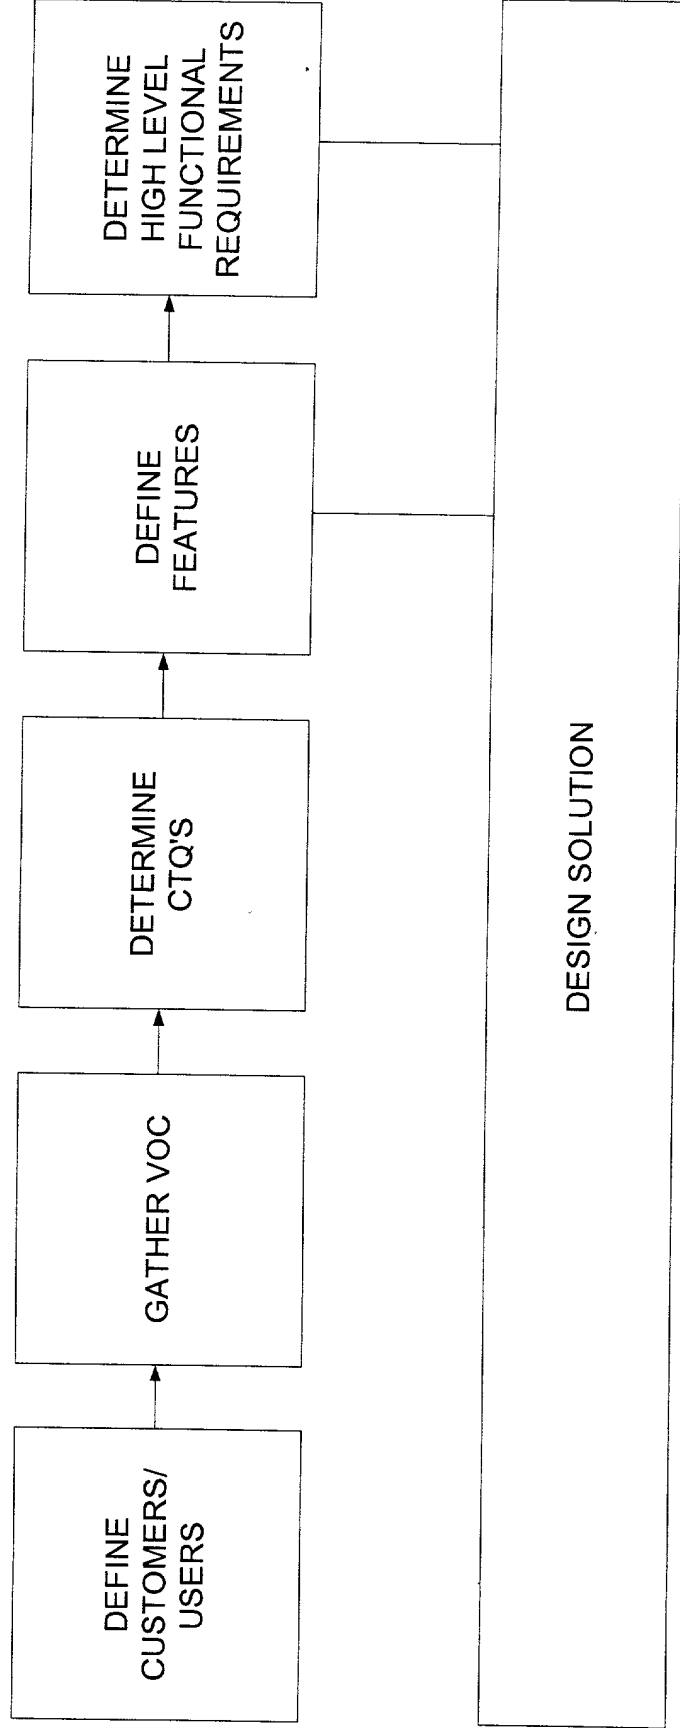 DEFINE
CUSTOMERS/
USERS
GATHER VOC
DETERMINE
CTQ'S
DEFINE
FEATURES
DETERMINE
HIGH LEVEL
FUNCTIONAL
REQUIREMENTS
DESIGN SOLUTION